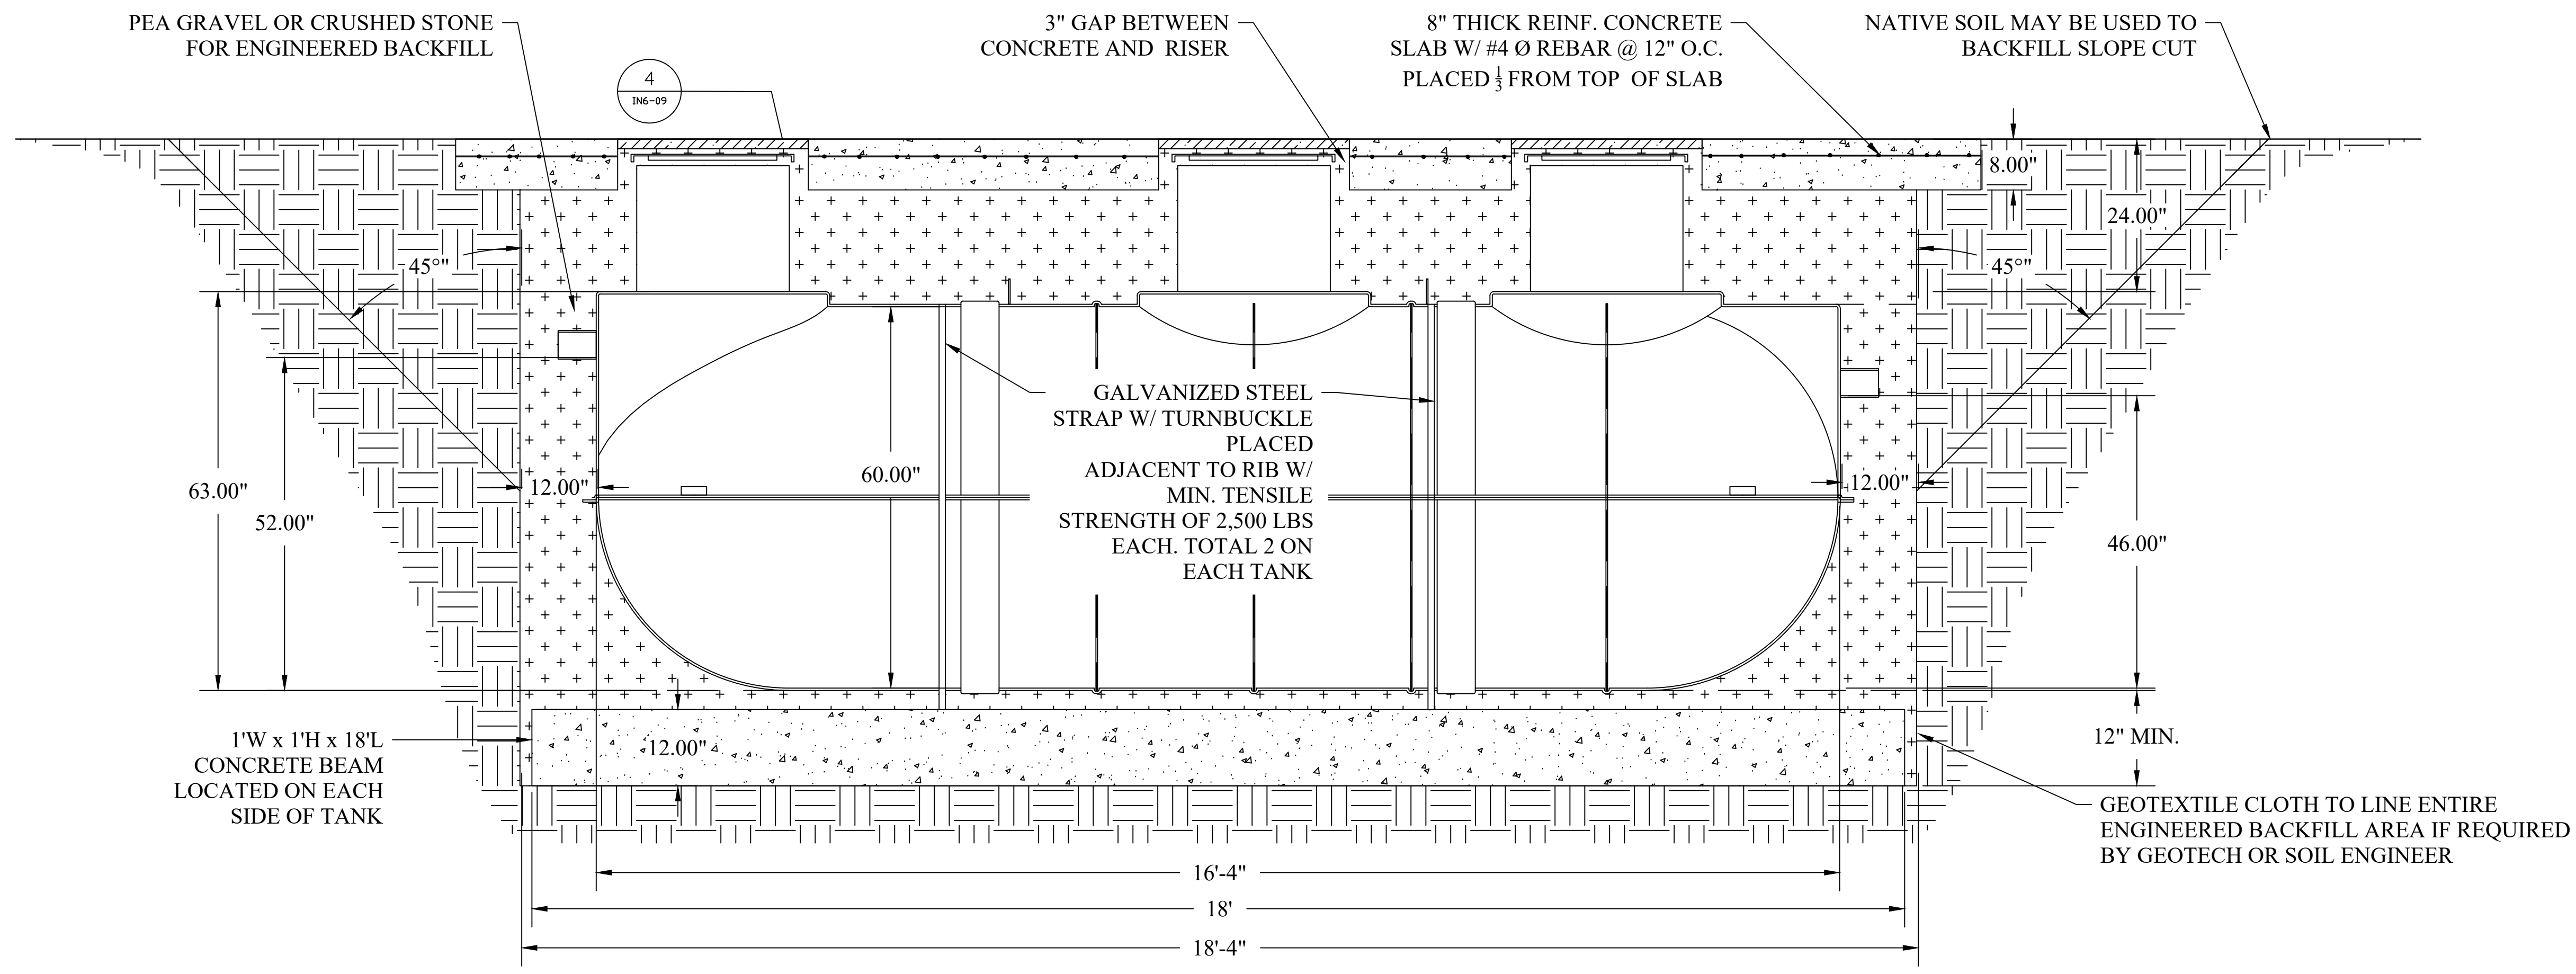 PEA GRAVEL OR CRUSHED STONE
FOR ENGINEERED BACKFILL
4
IN6-09
3" GAP BETWEEN
CONCRETE AND RISER
8" THICK REINF. CONCRETE
SLAB W/ #4 Ø REBAR @ 12" O.C.
PLACED 1/3 FROM TOP OF SLAB
NATIVE SOIL MAY BE USED TO
BACKFILL SLOPE CUT
8.00"
24.00"
45°"
45°"
GALVANIZED STEEL
STRAP W/ TURNBUCKLE
PLACED
ADJACENT TO RIB W/
MIN. TENSILE
STRENGTH OF 2,500 LBS
EACH. TOTAL 2 ON
EACH TANK
63.00"
52.00"
12.00"
60.00"
12.00"
46.00"
1'W x 1'H x 18'L
CONCRETE BEAM
LOCATED ON EACH
SIDE OF TANK
12.00"
12" MIN.
GEOTEXTILE CLOTH TO LINE ENTIRE
ENGINEERED BACKFILL AREA IF REQUIRED
BY GEOTECH OR SOIL ENGINEER
16'-4"
18'
18'-4"